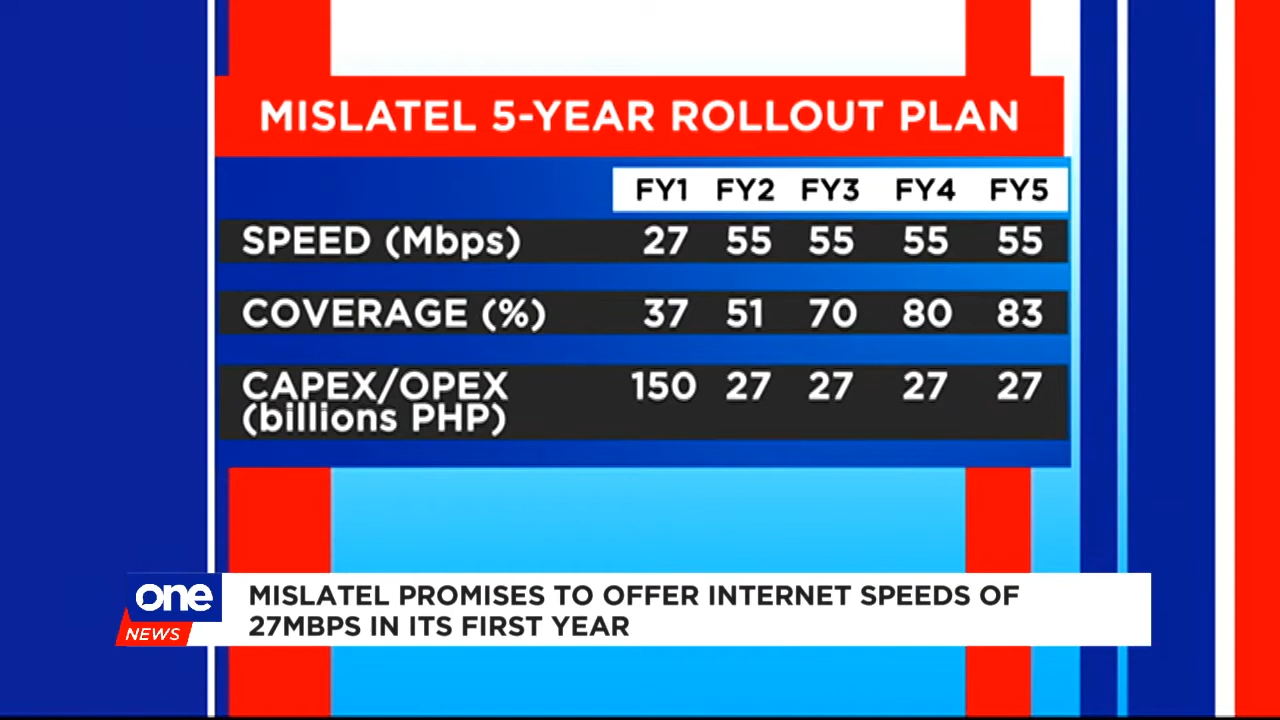 MISLATEL 5-YEAR ROLLOUT PLAN
FY1 FY2 FY3 FY4 FY5
SPEED (Mbps) 27 55 55 55 55
COVERAGE (%) 37 51 70 80 83
CAPEX/OPEX 150 27 27 27 27
(billions PHP)
one
NEWS
MISLATEL PROMISES TO OFFER INTERNET SPEEDS OF
27MBPS IN ITS FIRST YEAR